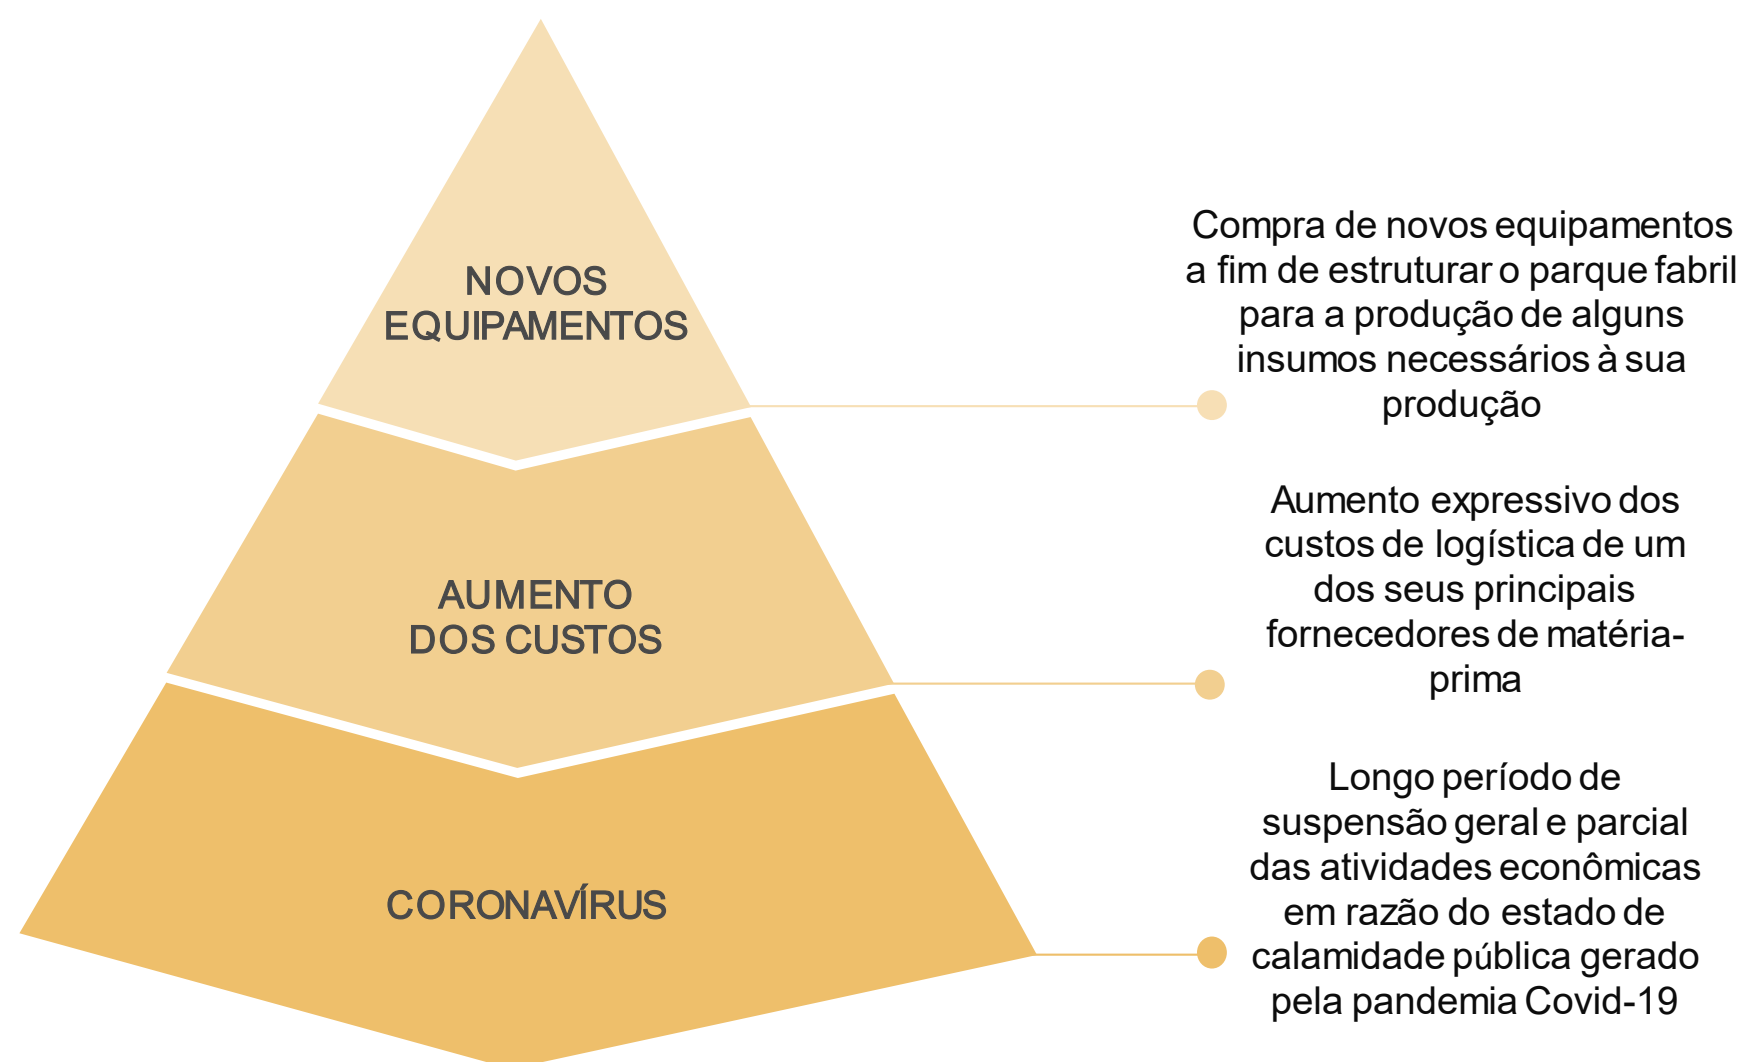 NOVOS
EQUIPAMENTOS
Compra de novos equipamentos
a fim de estruturar o parque fabril
para a produção de alguns
insumos necessários à sua
produção
AUMENTO
DOS CUSTOS
Aumento expressivo dos
custos de logística de um
dos seus principais
fornecedores de matéria-
prima
CORONAVÍRUS
Longo período de
suspensão geral e parcial
das atividades econômicas
em razão do estado de
calamidade pública gerado
pela pandemia Covid-19